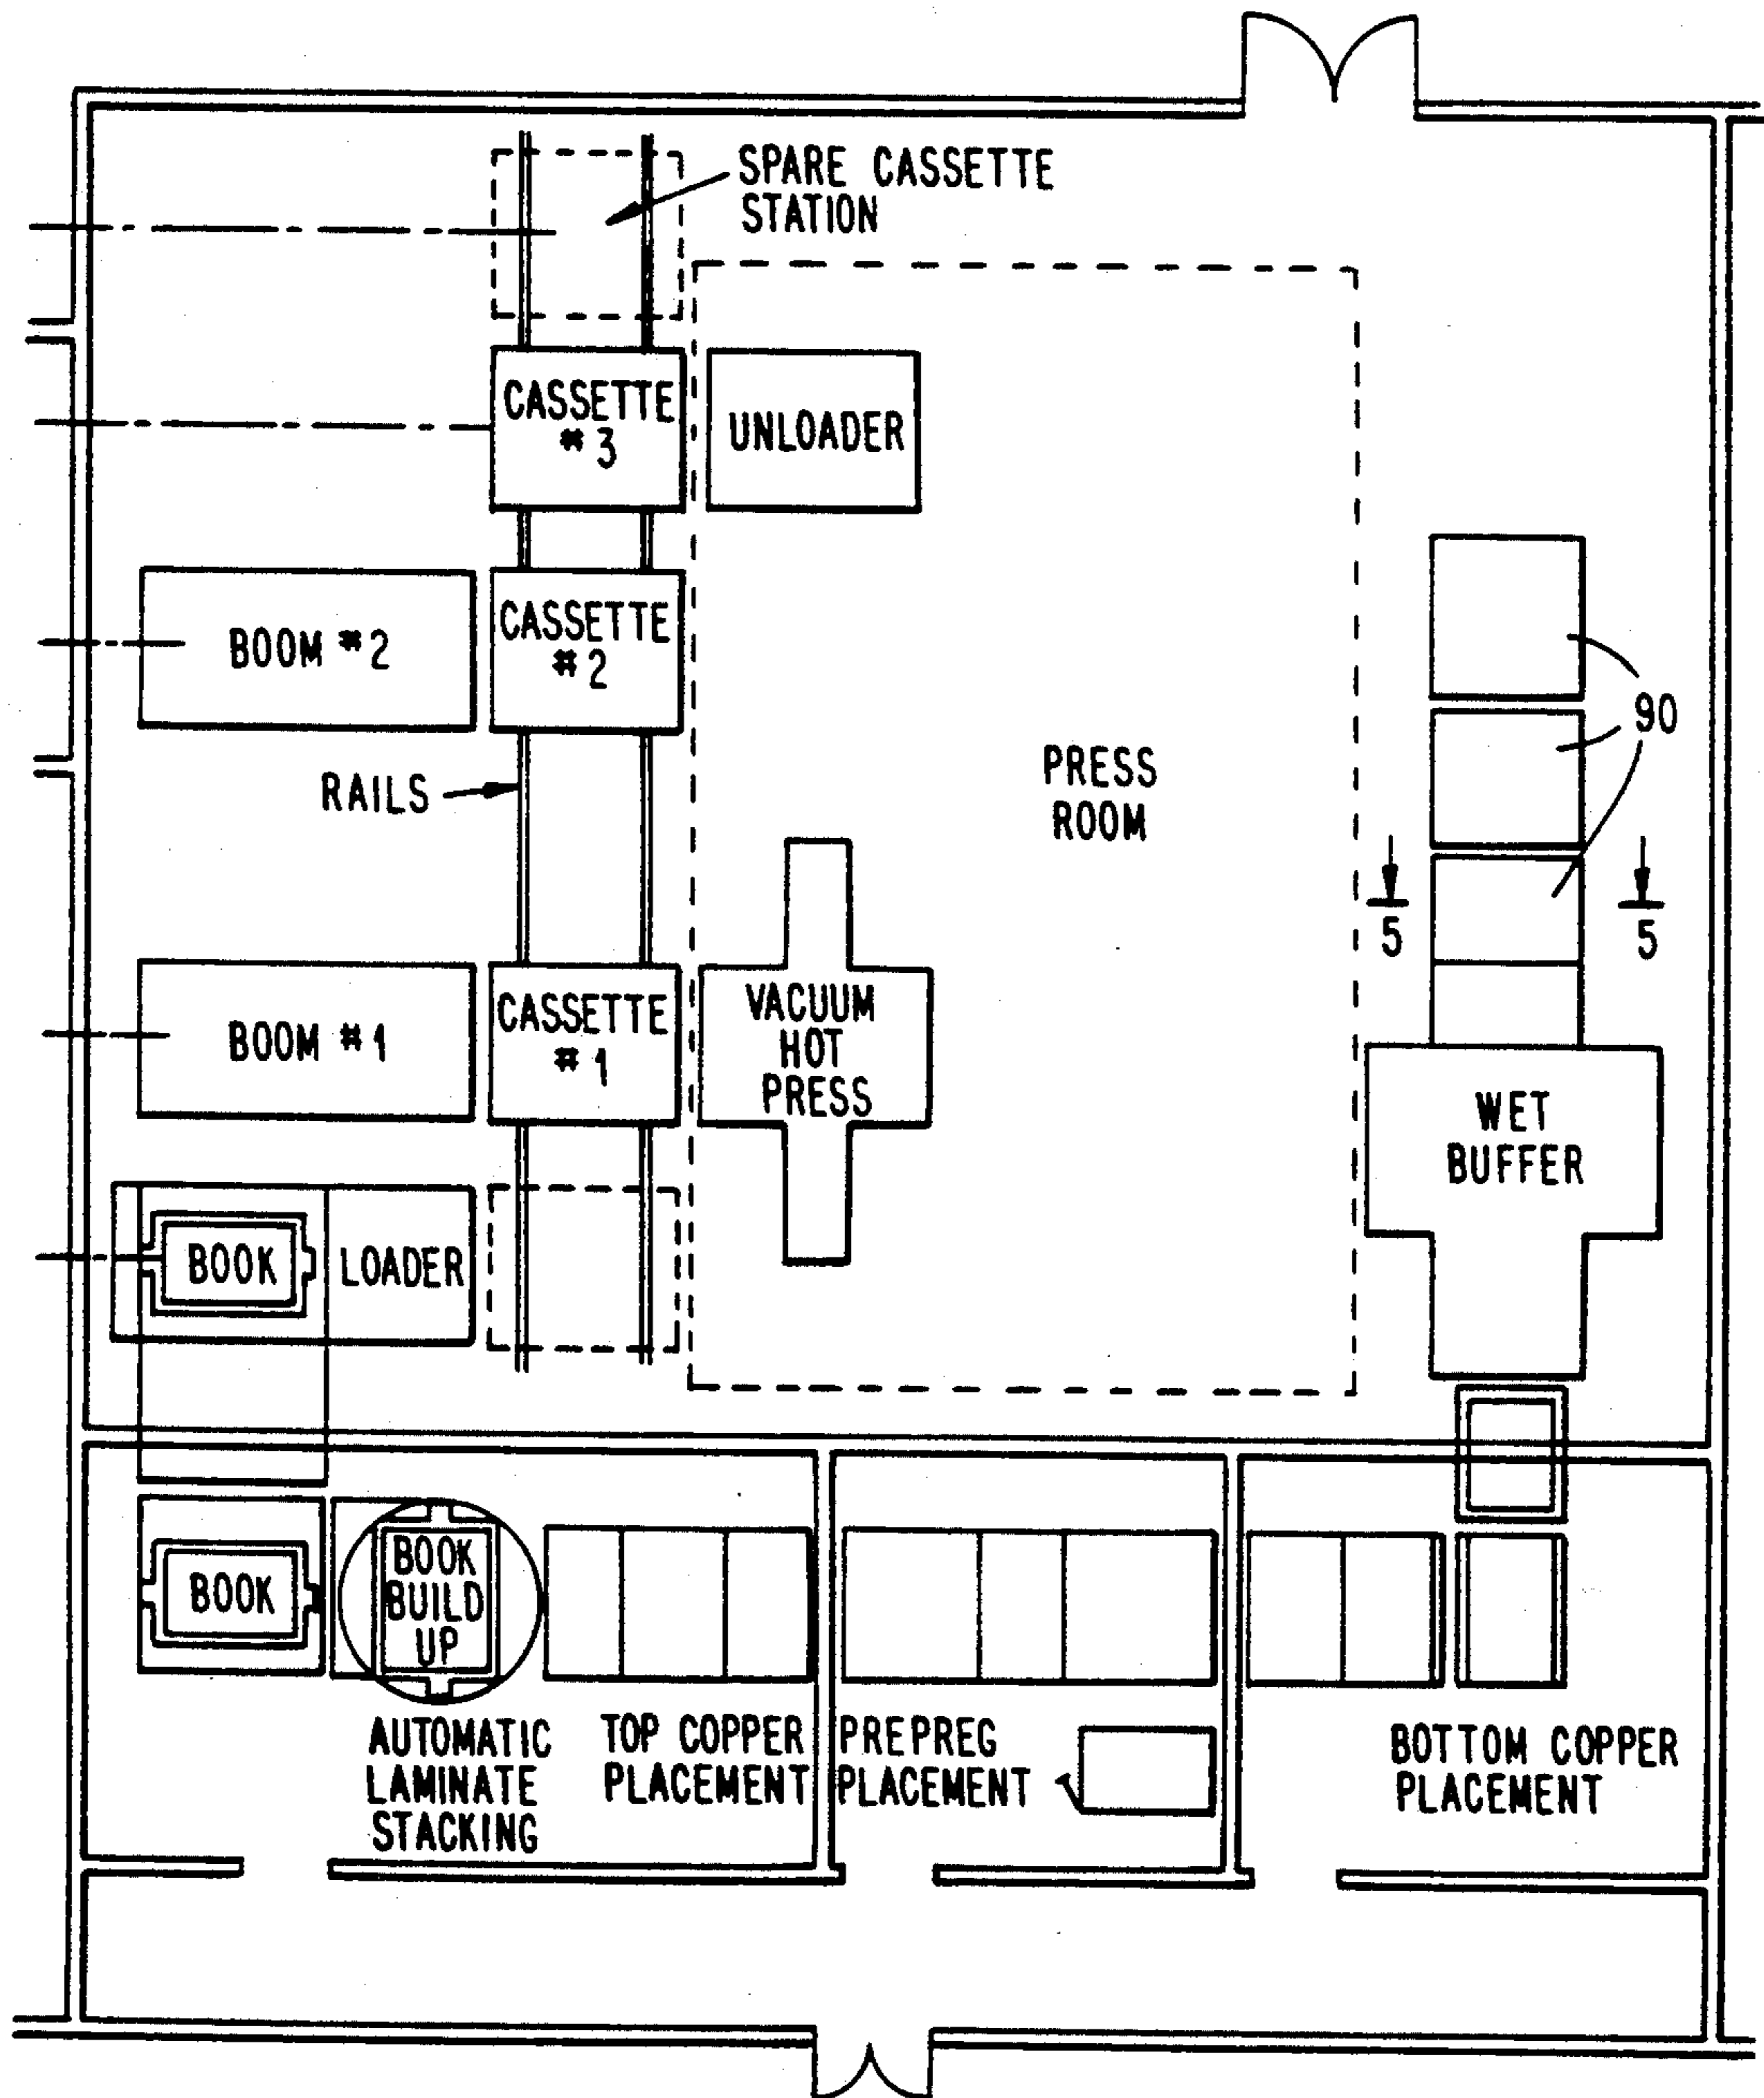 SPARE CASSETTE
STATION
CASSETTE
# 3
UNLOADER
BOOM #2
CASSETTE
# 2
90
RAILS
PRESS
ROOM
5
5
BOOM #1
CASSETTE
# 1
VACUUM
HOT
PRESS
WET
BUFFER
BOOK
LOADER
BOOK
BOOK
BUILD
UP
AUTOMATIC
LAMINATE
STACKING
TOP COPPER
PLACEMENT
PREPREG
PLACEMENT
BOTTOM COPPER
PLACEMENT